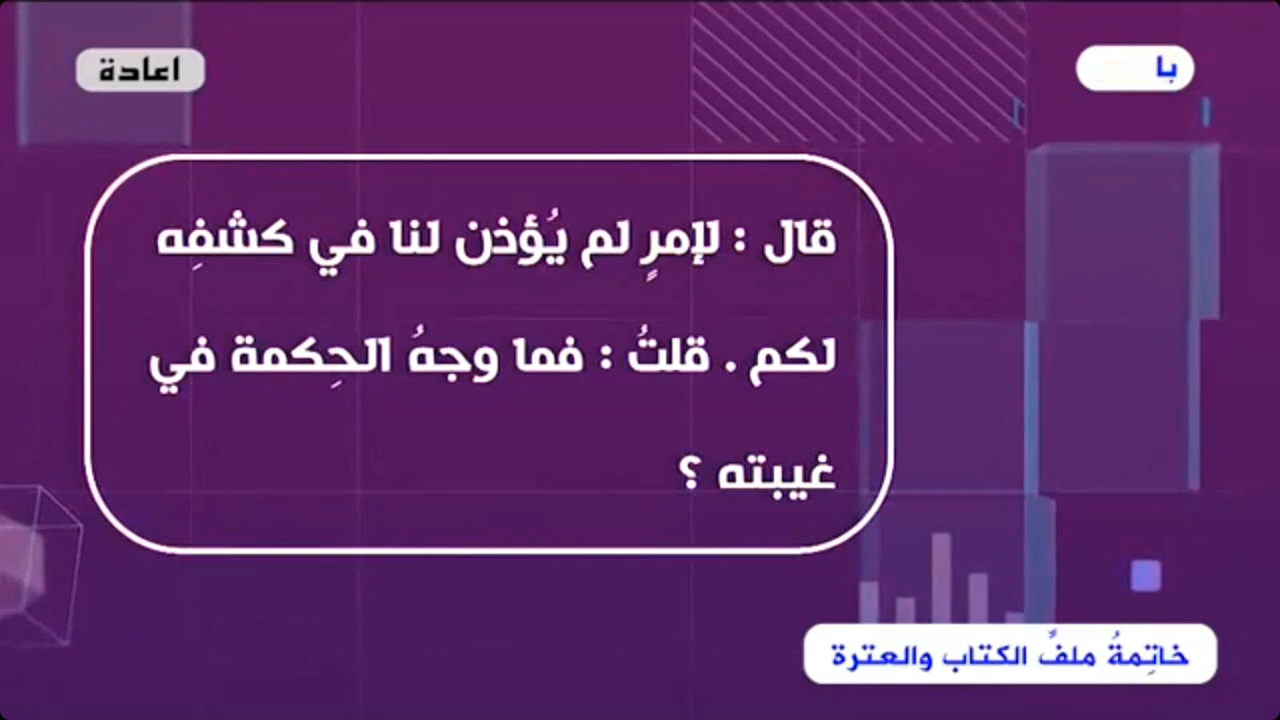 با
اعادة
قال : لإمرٍ لم يُؤذن لنا في كشفِه
لكم . قلتُ : فما وجهُ الحِكمة في
غيبته ؟
خاتِمةُ ملفِّ الكتاب والعترة